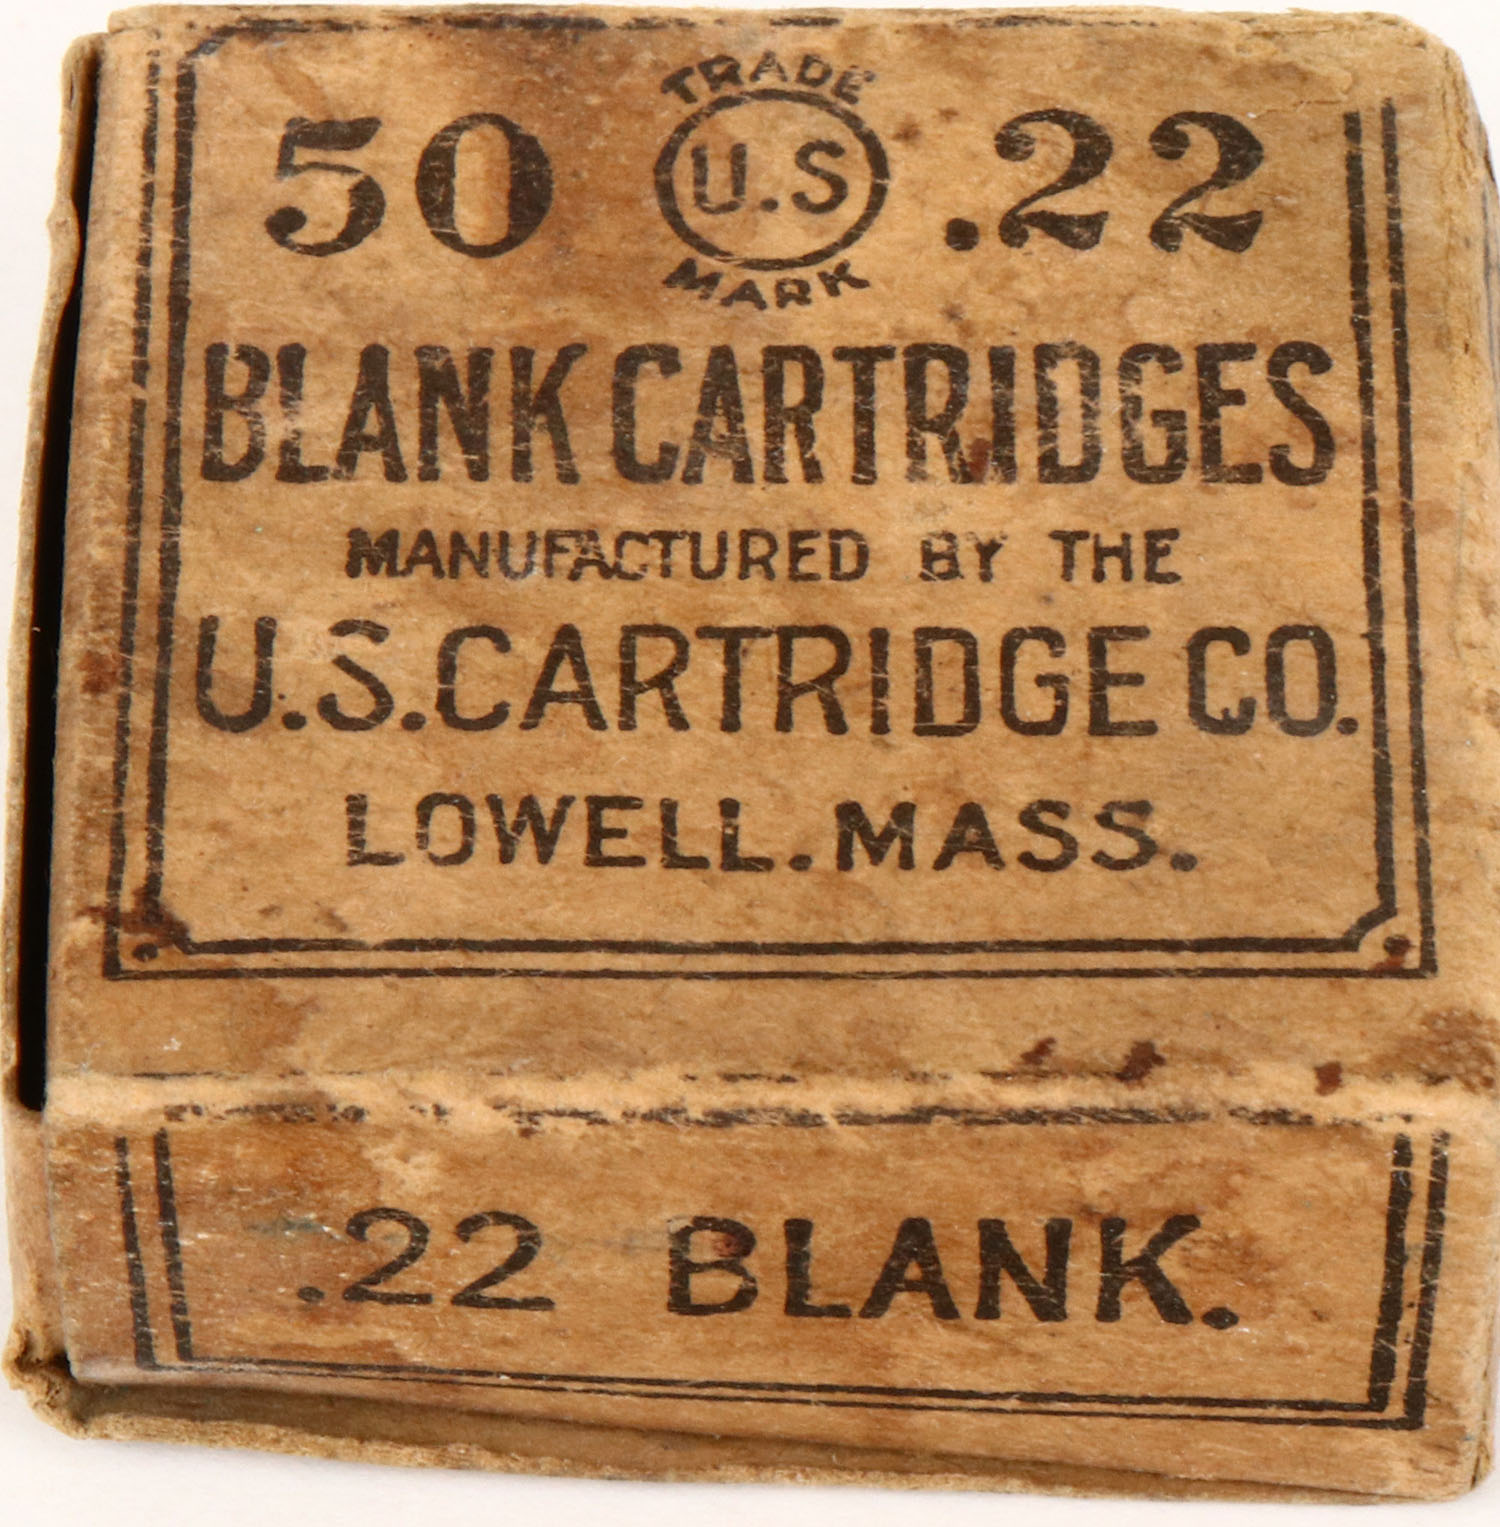 TRADE
50 U.S .22
MARK
BLANK CARTRIDGES
MANUFACTURED BY THE
U.S. CARTRIDGE CO.
LOWELL. MASS.
.22 BLANK.